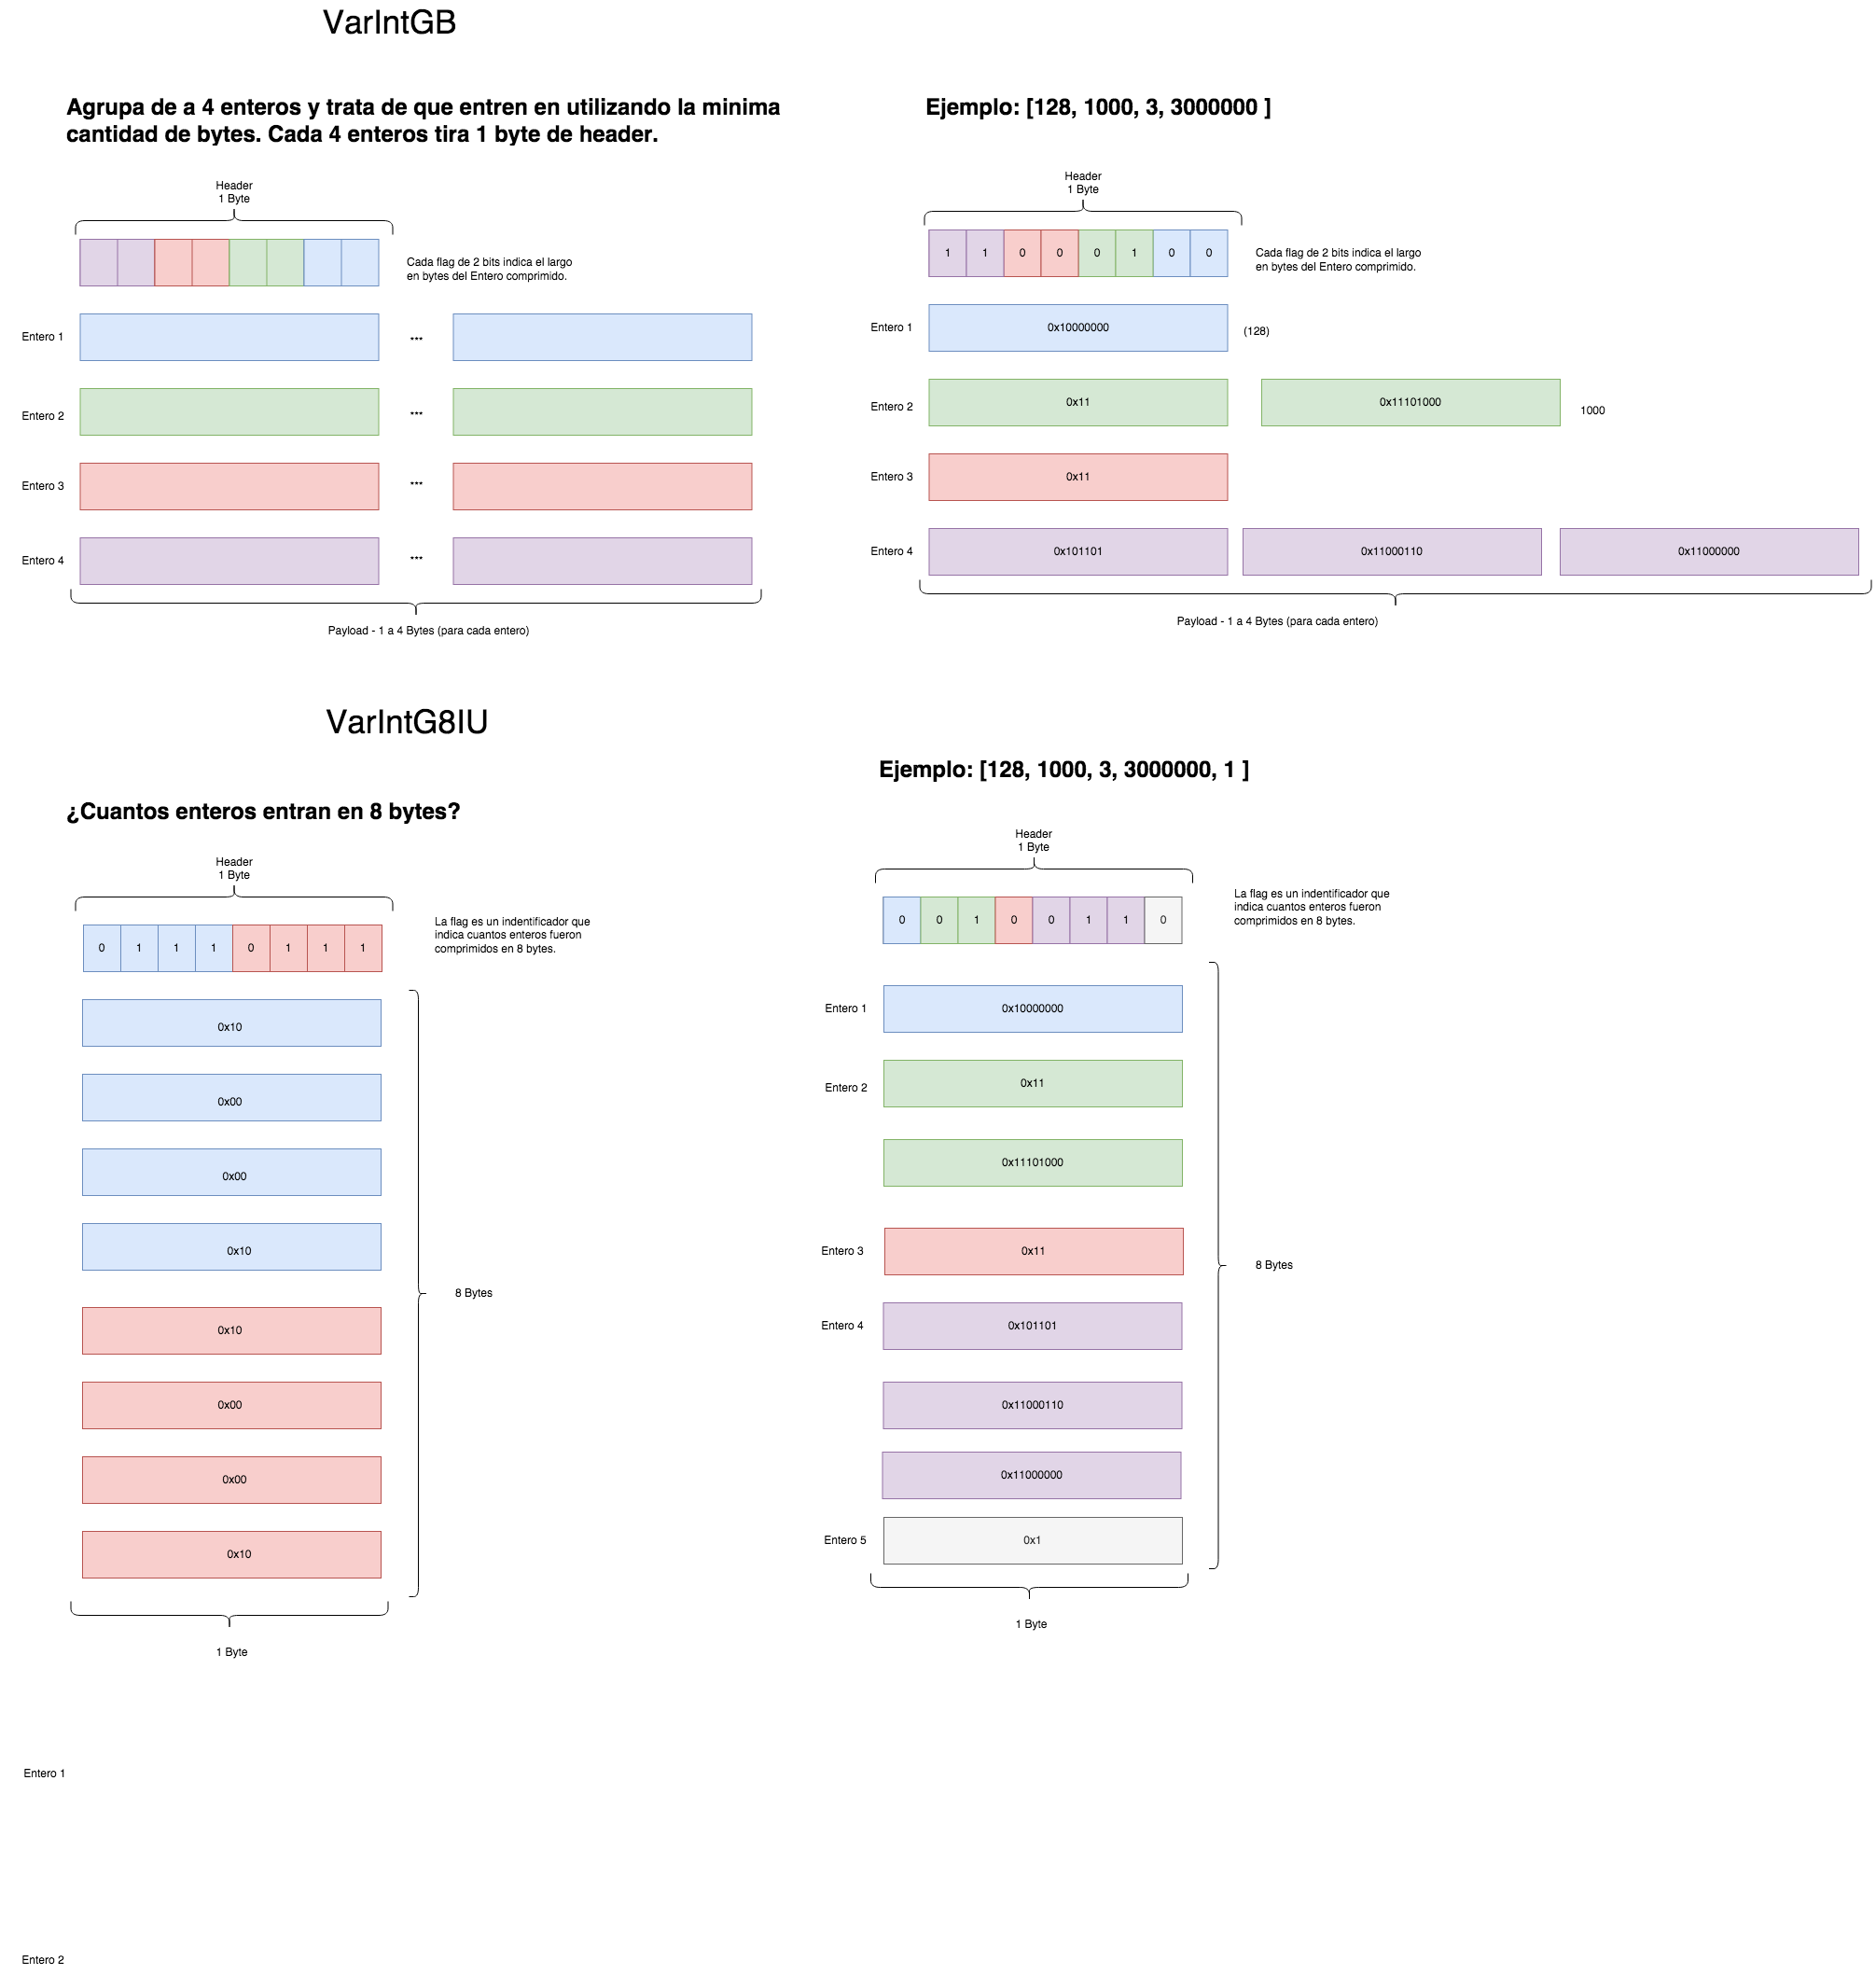 VarIntGB
Agrupa de a 4 enteros y trata de que entren en utilizando la minima
cantidad de bytes. Cada 4 enteros tira 1 byte de header.
Header
1 Byte
Cada flag de 2 bits indica el largo
en bytes del Entero comprimido.
Entero 1
***
Entero 2
***
Entero 3
***
Entero 4
***
Payload - 1 a 4 Bytes (para cada entero)
Ejemplo: [128, 1000, 3, 3000000 ]
Header
1 Byte
1 1 0 0 0 1 0 0
Cada flag de 2 bits indica el largo
en bytes del Entero comprimido.
Entero 1
0x10000000
(128)
Entero 2
0x11
0x11101000
1000
Entero 3
0x11
Entero 4
0x101101
0x11000110
0x11000000
Payload - 1 a 4 Bytes (para cada entero)
VarIntG8IU
¿Cuantos enteros entran en 8 bytes?
Header
1 Byte
0 1 1 1 0 1 1 1
La flag es un indentificador que
indica cuantos enteros fueron
comprimidos en 8 bytes.
0x10
0x00
0x00
0x10
0x10
0x00
0x00
0x10
8 Bytes
1 Byte
Entero 1
Entero 2
Ejemplo: [128, 1000, 3, 3000000, 1 ]
Header
1 Byte
0 0 1 0 0 1 1 0
La flag es un indentificador que
indica cuantos enteros fueron
comprimidos en 8 bytes.
Entero 1
0x10000000
Entero 2
0x11
0x11101000
Entero 3
0x11
Entero 4
0x101101
0x11000110
0x11000000
Entero 5
0x1
8 Bytes
1 Byte